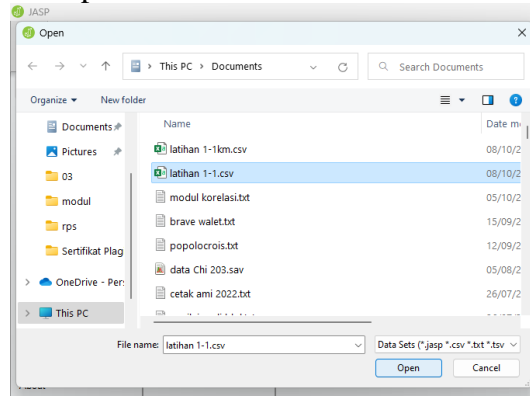 JASP
Open
This PC > Documents
Search Documents
Organize
New folder
Name
Date m
Documents
latihan 1-1km.csv
08/10/2
Pictures
latihan 1-1.csv
08/10/2
03
modul korelasi.txt
05/10/2
modul
brave walet.txt
15/09/2
rps
popolocrois.txt
12/09/2
Sertifikat Plag
data Chi 203.sav
05/08/2
OneDrive - Per
cetak ami 2022.txt
26/07/2
This PC
File name: latihan 1-1.csv
Data Sets (*.jasp *.csv *.txt *.tsv
Open
Cancel